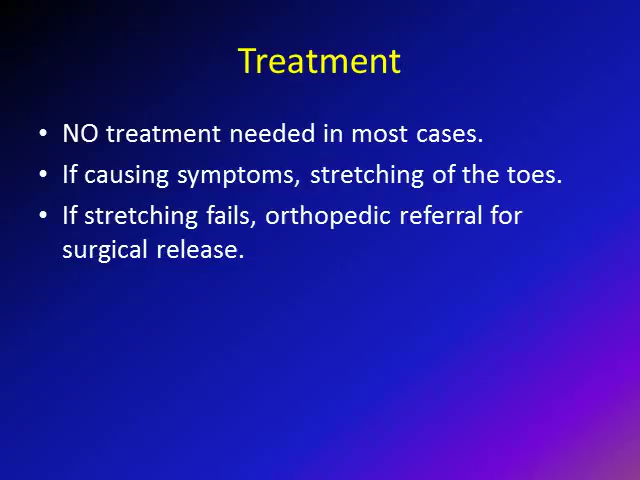 Treatment
• NO treatment needed in most cases.
• If causing symptoms, stretching of the toes.
• If stretching fails, orthopedic referral for
surgical release.